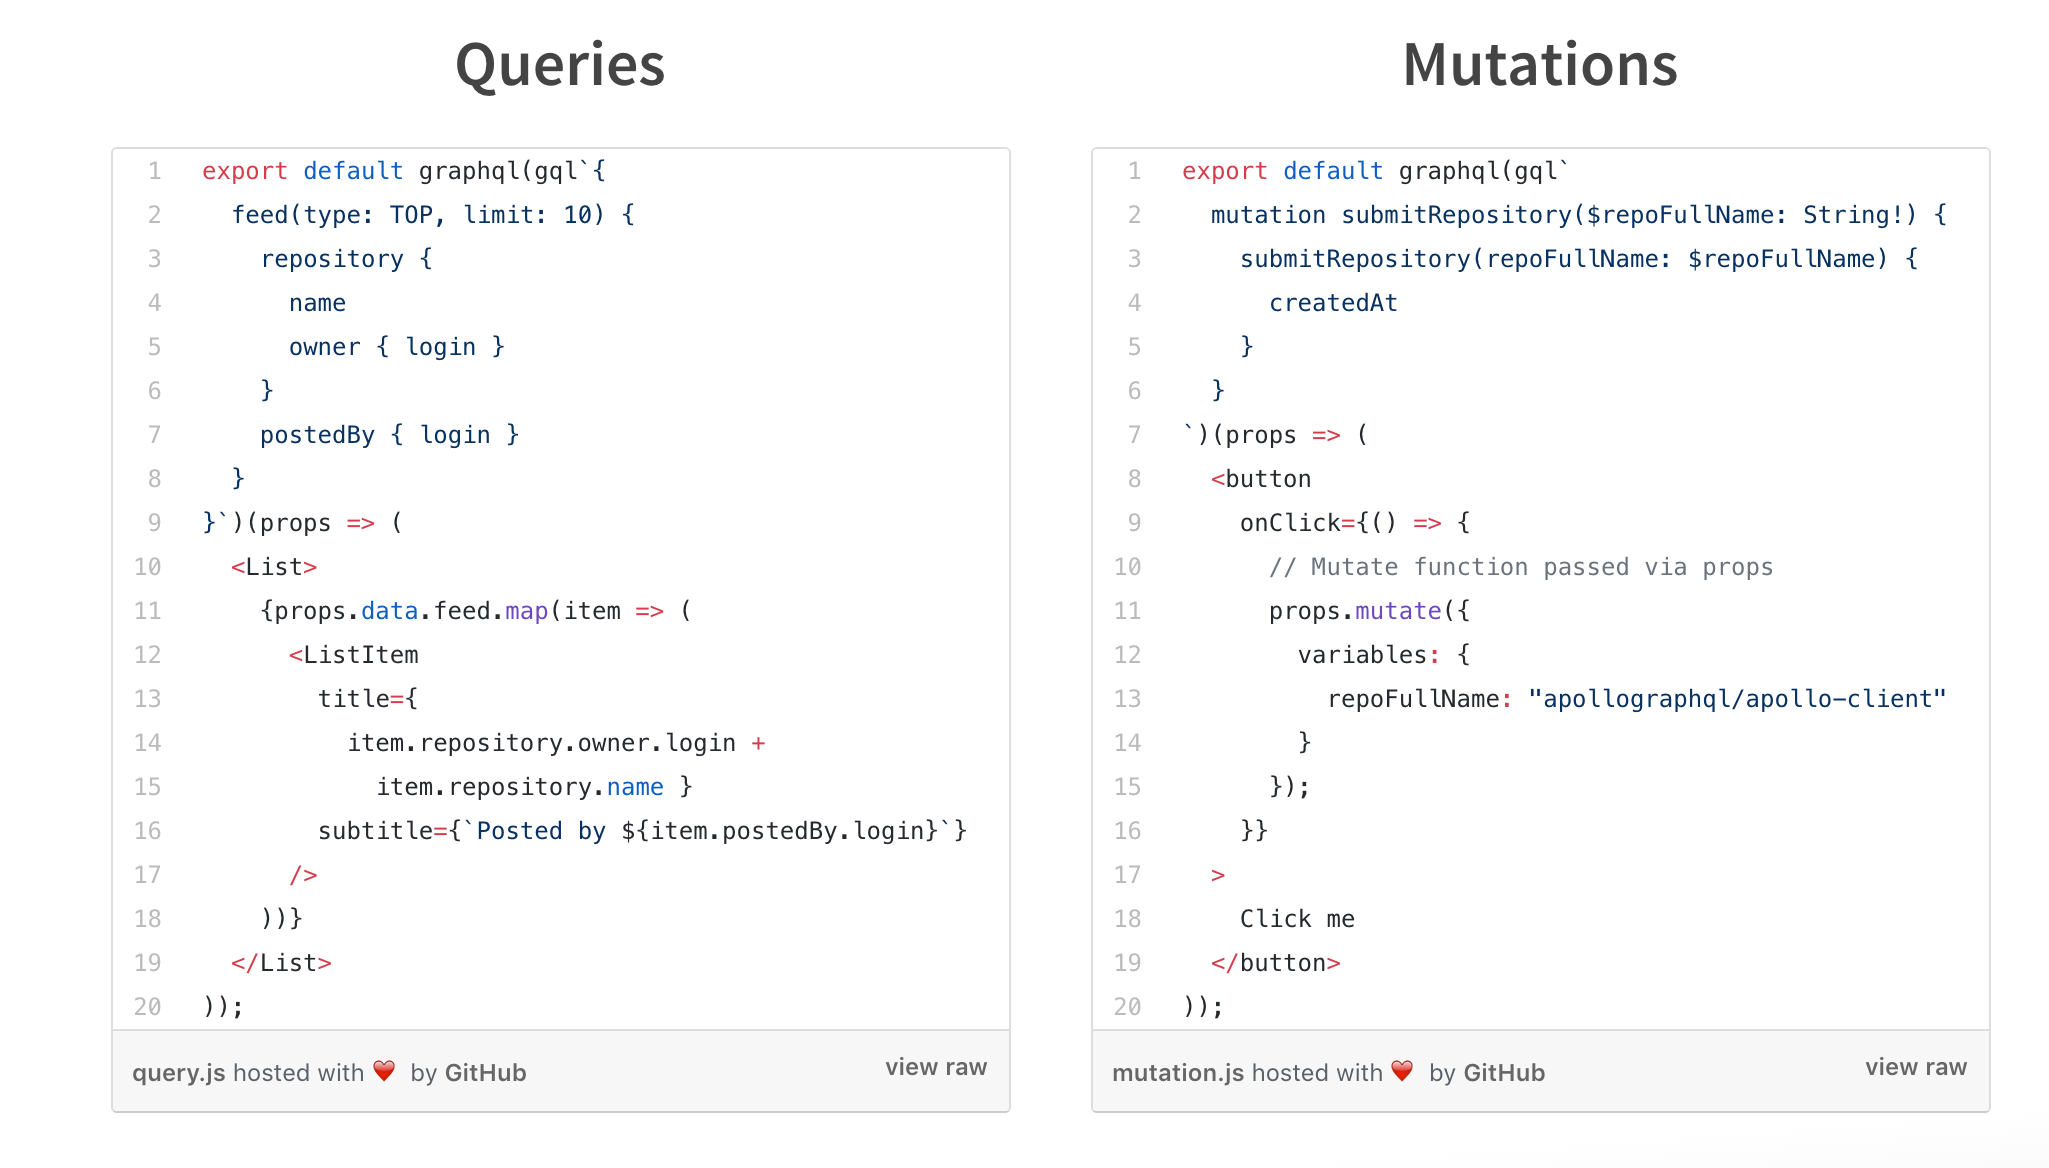 Queries
1 export default graphql(gql`{
2   feed(type: TOP, limit: 10) {
3     repository {
4       name
5       owner { login }
6     }
7     postedBy { login }
8   }
9 }`)(props => (
10   <List>
11     {props.data.feed.map(item => (
12       <ListItem
13         title={
14           item.repository.owner.login +
15             item.repository.name }
16         subtitle={`Posted by ${item.postedBy.login}`}
17       />
18     ))}
19   </List>
20 ));
query.js hosted with ❤ by GitHub view raw
Mutations
1 export default graphql(gql`
2   mutation submitRepository($repoFullName: String!) {
3     submitRepository(repoFullName: $repoFullName) {
4       createdAt
5     }
6   }
7 `)(props => (
8   <button
9     onClick={() => {
10       // Mutate function passed via props
11       props.mutate({
12         variables: {
13           repoFullName: "apollographql/apollo-client"
14         }
15       });
16     }}
17   >
18     Click me
19   </button>
20 ));
mutation.js hosted with ❤ by GitHub view raw